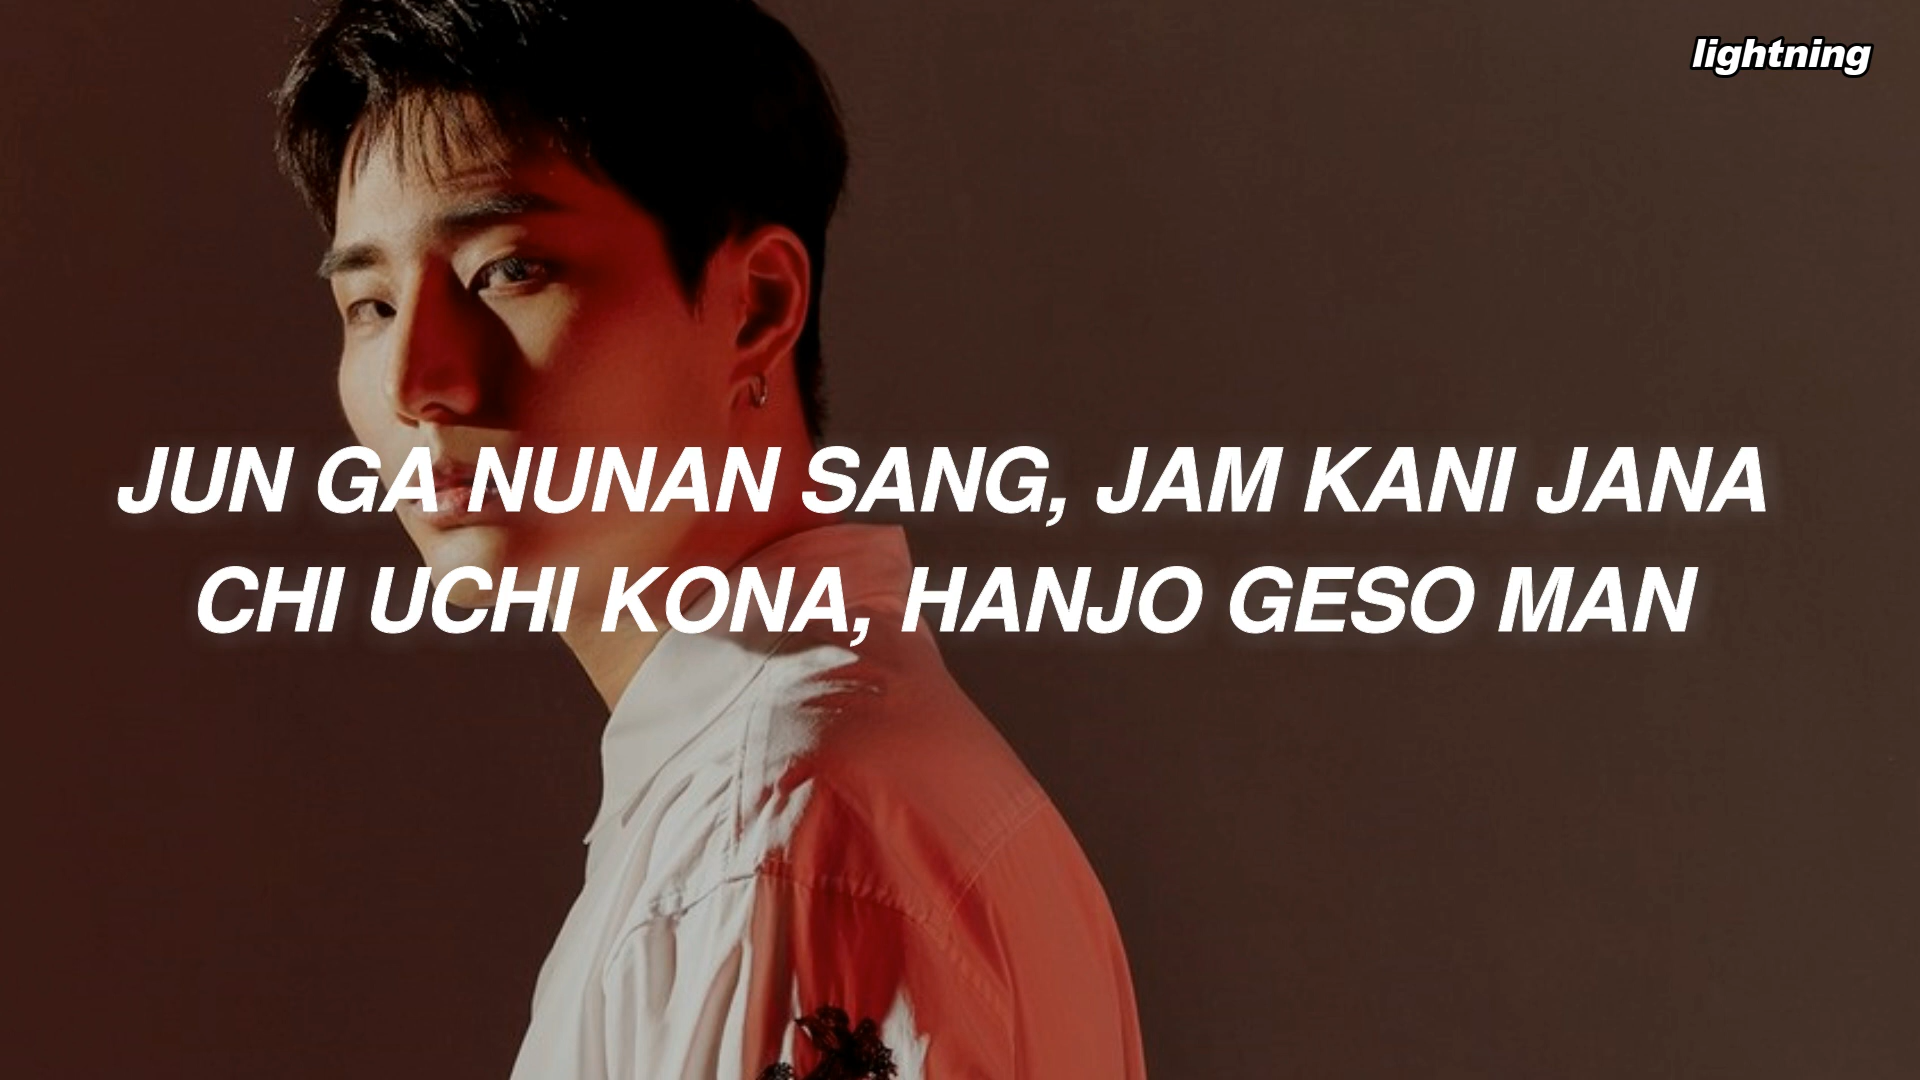 lightning
JUN GA NUNAN SANG, JAM KANI JANA
CHI UCHI KONA, HANJO GESO MAN